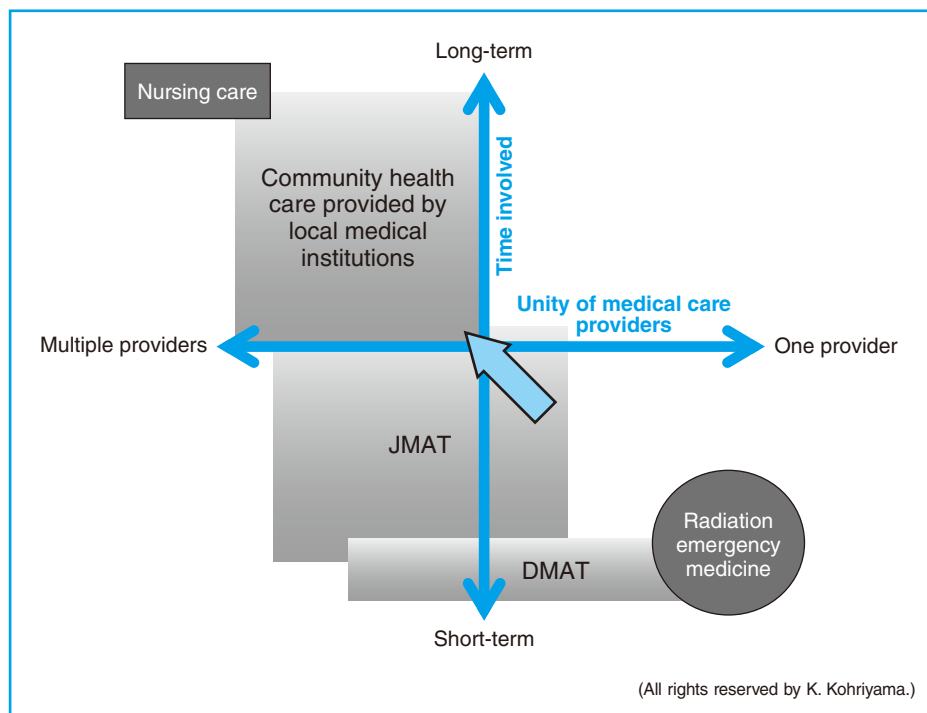 Long-term
Nursing care
Community health
care provided by
local medical
institutions
Time involved
Unity of medical care
providers
Multiple providers
One provider
JMAT
Radiation
emergency
medicine
DMAT
Short-term
(All rights reserved by K. Kohriyama.)